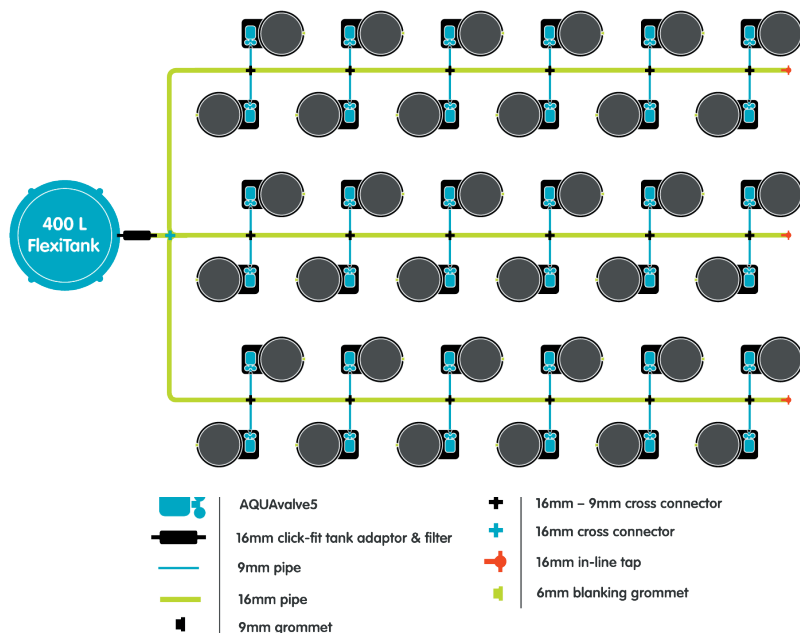 400 L
FlexiTank
AQUAvalve5
16mm click-fit tank adaptor & filter
9mm pipe
16mm pipe
9mm grommet
16mm – 9mm cross connector
16mm cross connector
16mm in-line tap
6mm blanking grommet